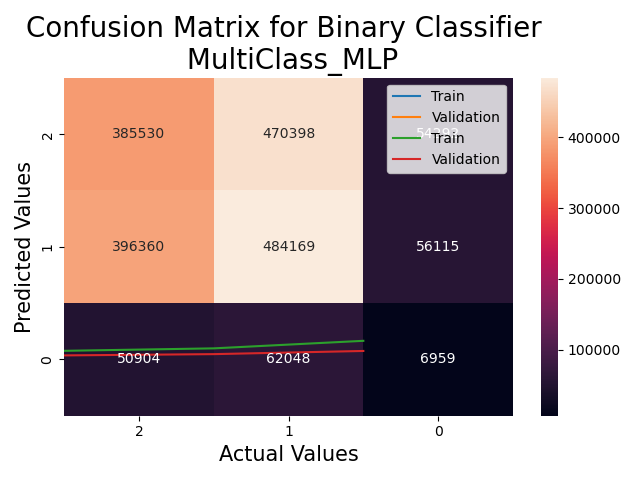 Confusion Matrix for Binary Classifier
MultiClass_MLP
Train
Validation
Train
Validation
385530 470398
396360 484169 56115
50904 62048 6959
Predicted Values
2
1
0
2 1 0
Actual Values
400000
300000
200000
100000